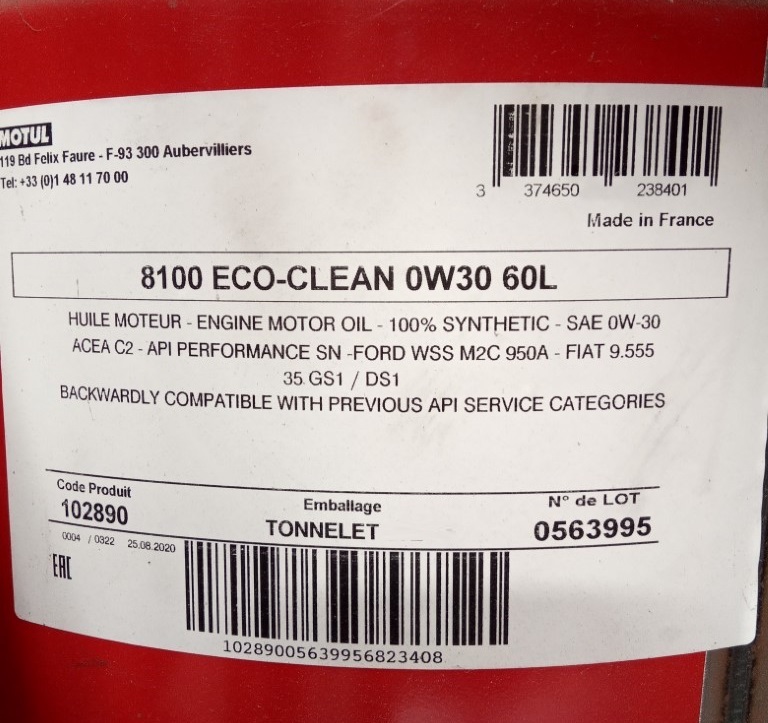 MOTUL
119 Bd Felix Faure - F-93 300 Aubervilliers
Tel: +33 (0)1 48 11 70 00
3 374650 238401
Made in France
8100 ECO-CLEAN 0W30 60L
HUILE MOTEUR - ENGINE MOTOR OIL - 100% SYNTHETIC - SAE 0W-30
ACEA C2 - API PERFORMANCE SN -FORD WSS M2C 950A - FIAT 9.555
35.GS1 / DS1
BACKWARDLY COMPATIBLE WITH PREVIOUS API SERVICE CATEGORIES
Code Produit
102890
Emballage
TONNELET
N° de LOT
0563995
0004 / 0322 25.08.2020
EAC
10289005639956823408